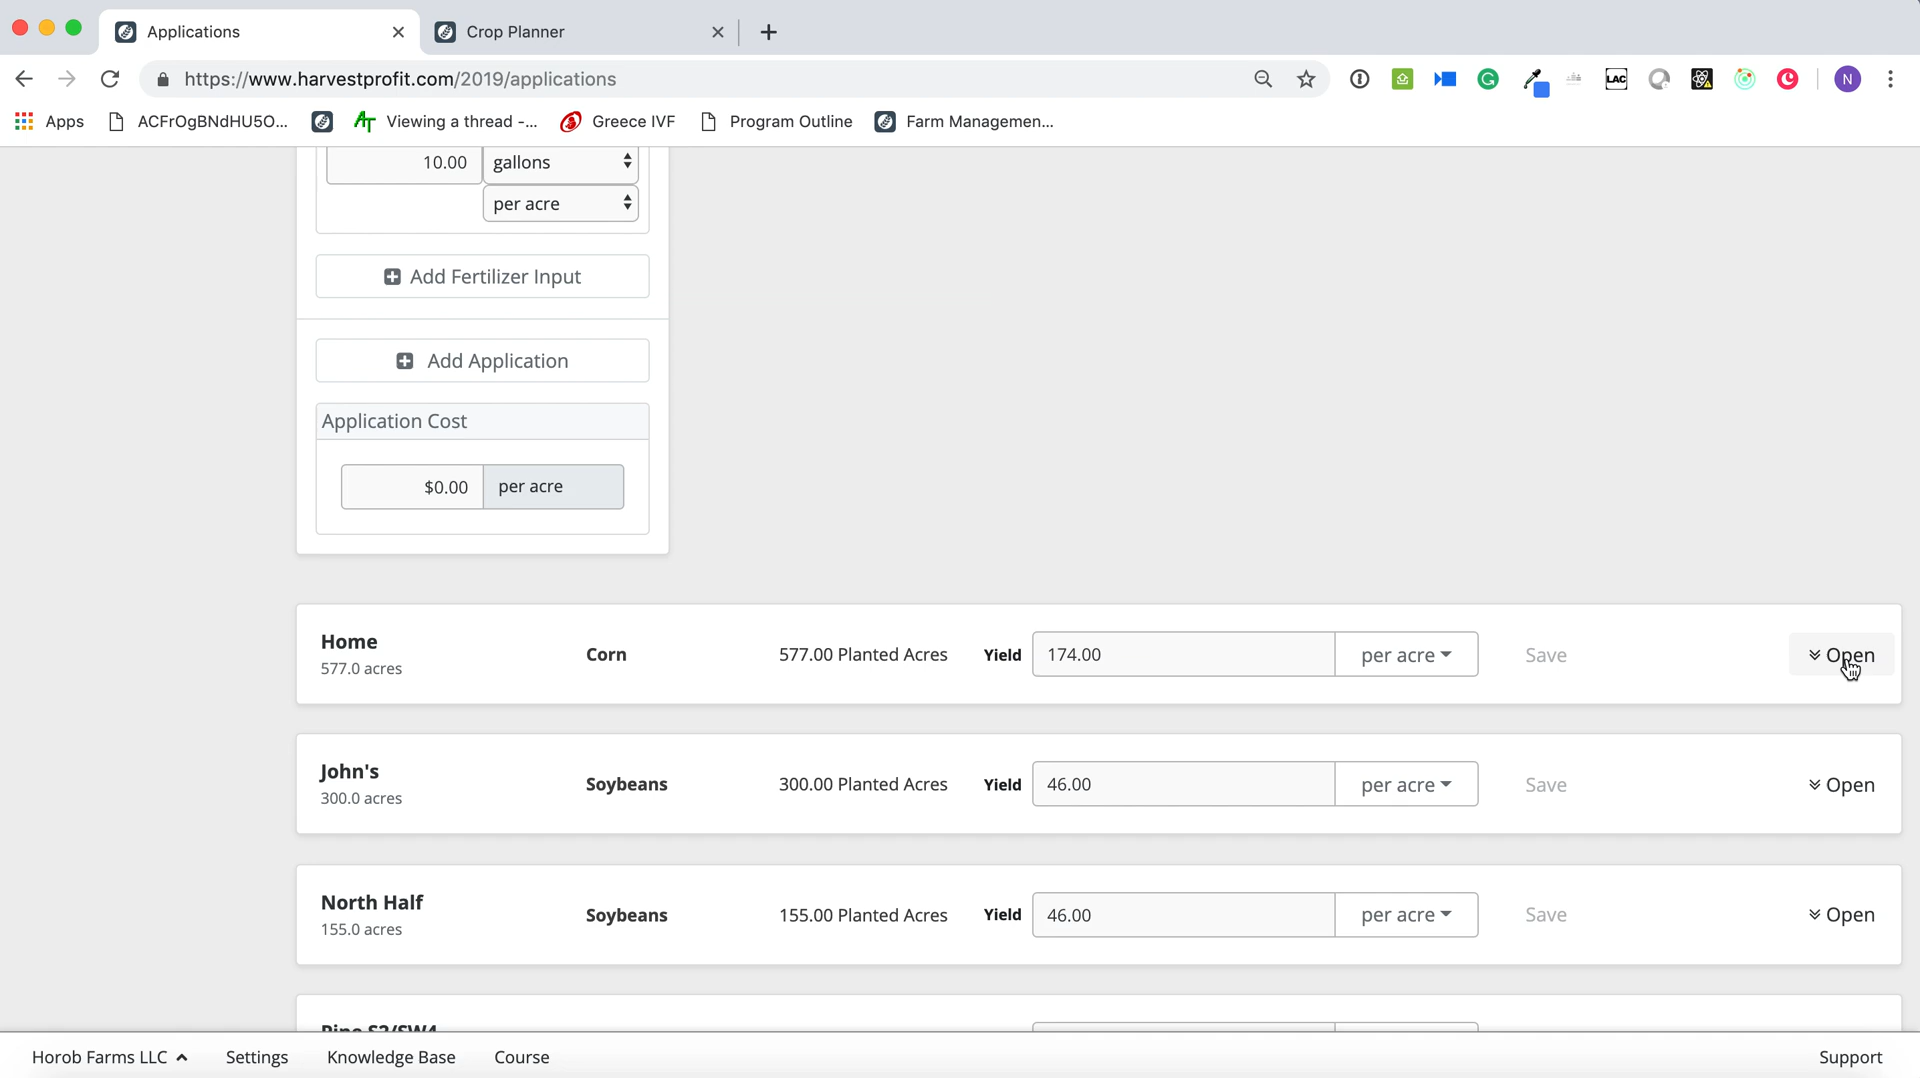 Applications
Crop Planner
https://www.harvestprofit.com/2019/applications
LAC
N
Apps
ACFrOgBNdHU5O...
Viewing a thread -...
Greece IVF
Program Outline
Farm Managemen...
10.00
gallons
per acre
Add Fertilizer Input
Add Application
Application Cost
$0.00
per acre
Home
577.0 acres
Corn
577.00 Planted Acres
Yield
174.00
per acre
Save
Open
John's
300.0 acres
Soybeans
300.00 Planted Acres
Yield
46.00
per acre
Save
Open
North Half
155.0 acres
Soybeans
155.00 Planted Acres
Yield
46.00
per acre
Save
Open
Pine S2/SW4
Horob Farms LLC
Settings
Knowledge Base
Course
Support